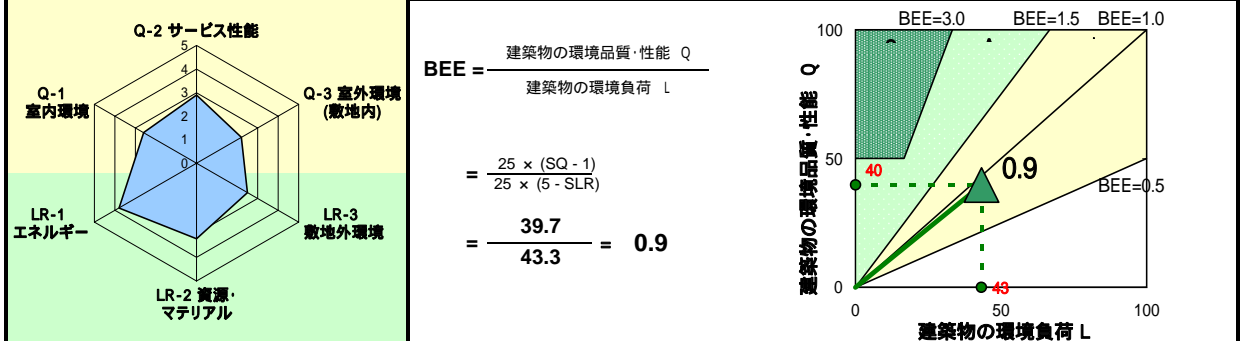 Q-2 サービス性能
5
4
3
2
1
0
Q-1
室内環境
Q-3 室外環境
(敷地内)
LR-1
エネルギー
LR-3
敷地外環境
LR-2 資源·
マテリアル
BEE =
建築物の環境品質·性能 Q
建築物の環境負荷 L
= 25 × (SQ - 1)
25 × (5 - SLR)
= 39.7
43.3
= 0.9
BEE=3.0 BEE=1.5 BEE=1.0
100
50
0
建築物の環境品質·性能 Q
40
0.9
BEE=0.5
43
0 50 100
建築物の環境負荷 L